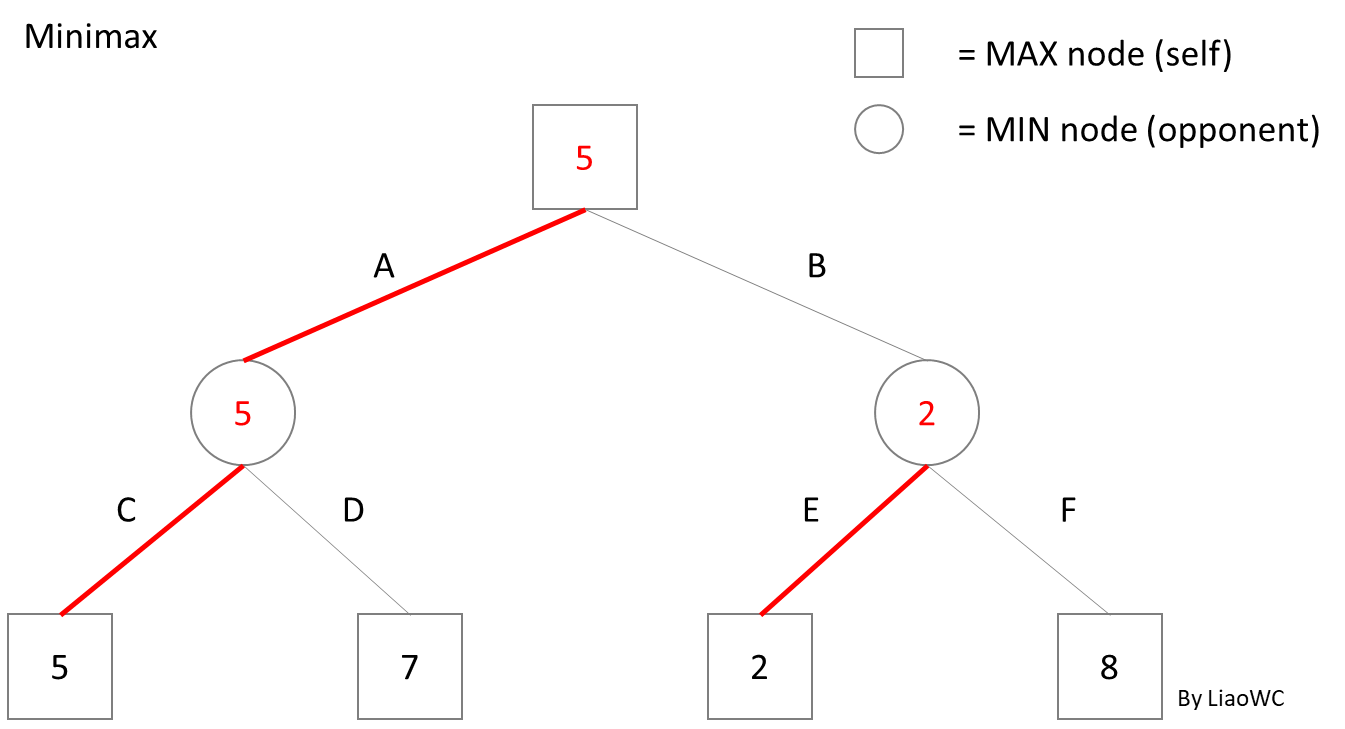 Minimax
= MAX node (self)
= MIN node (opponent)
5
A
B
5
2
C
D
E
F
5
7
2
8
By LiaoWC